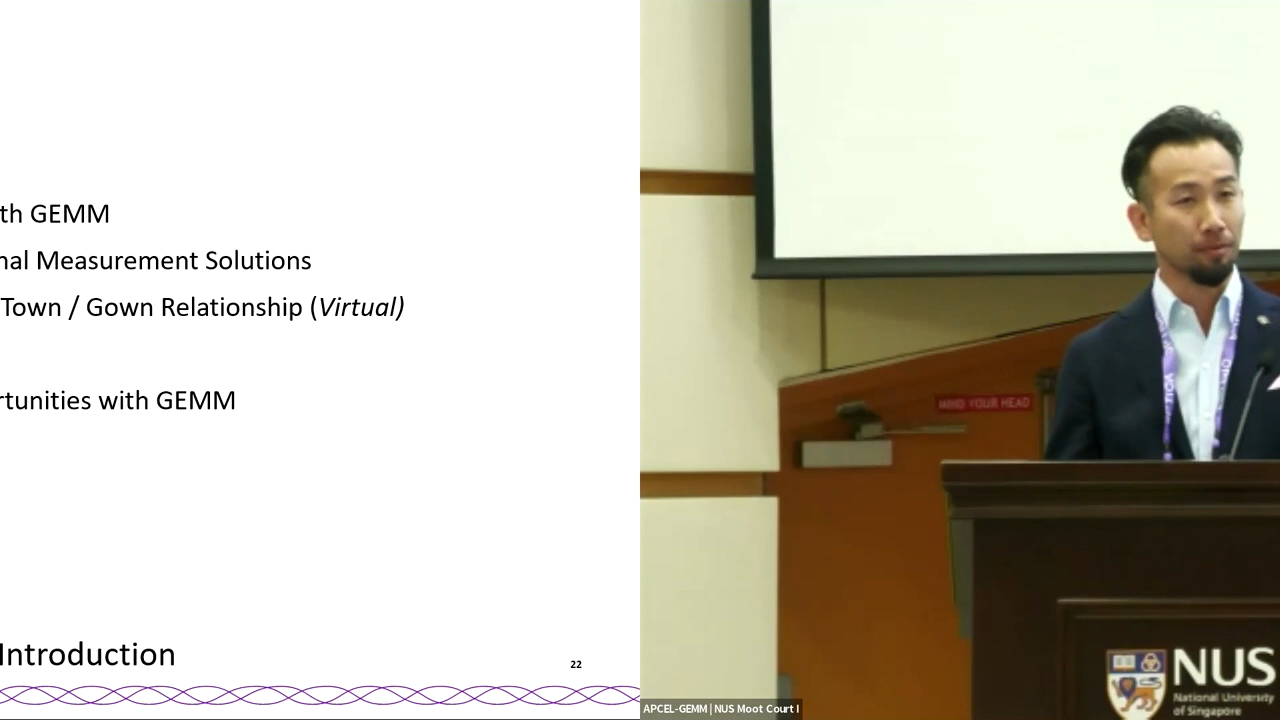 th GEMM
nal Measurement Solutions
Town / Gown Relationship (Virtual)
rtunities with GEMM
Introduction
22
MIND YOUR HEAD
NUS
National University
of Singapore
APCEL-GEMM | NUS Moot Court I